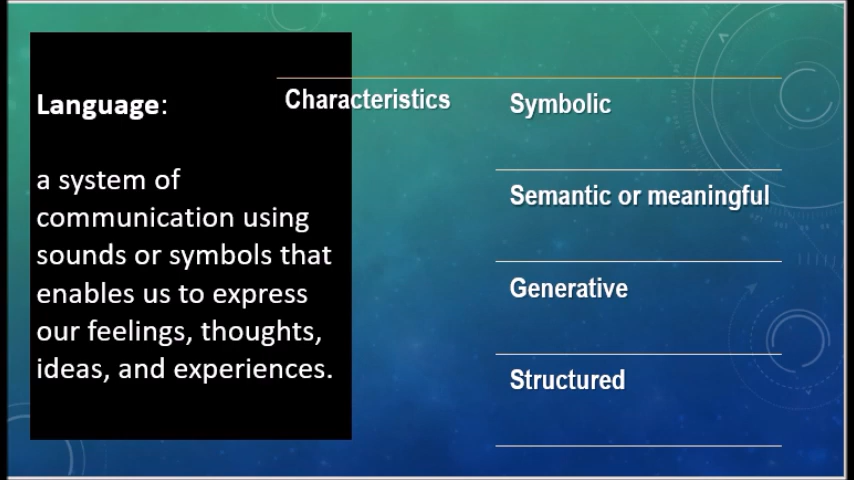 Language:
a system of
communication using
sounds or symbols that
enables us to express
our feelings, thoughts,
ideas, and experiences.
Characteristics
Symbolic
Semantic or meaningful
Generative
Structured